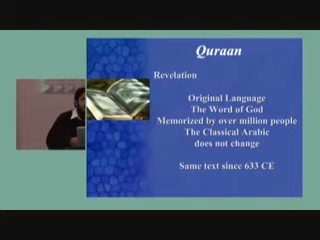 Quraan
Revelation
Original Language
The Word of God
Memorized by over million people
The Classical Arabic
does not change
Same text since 633 CE